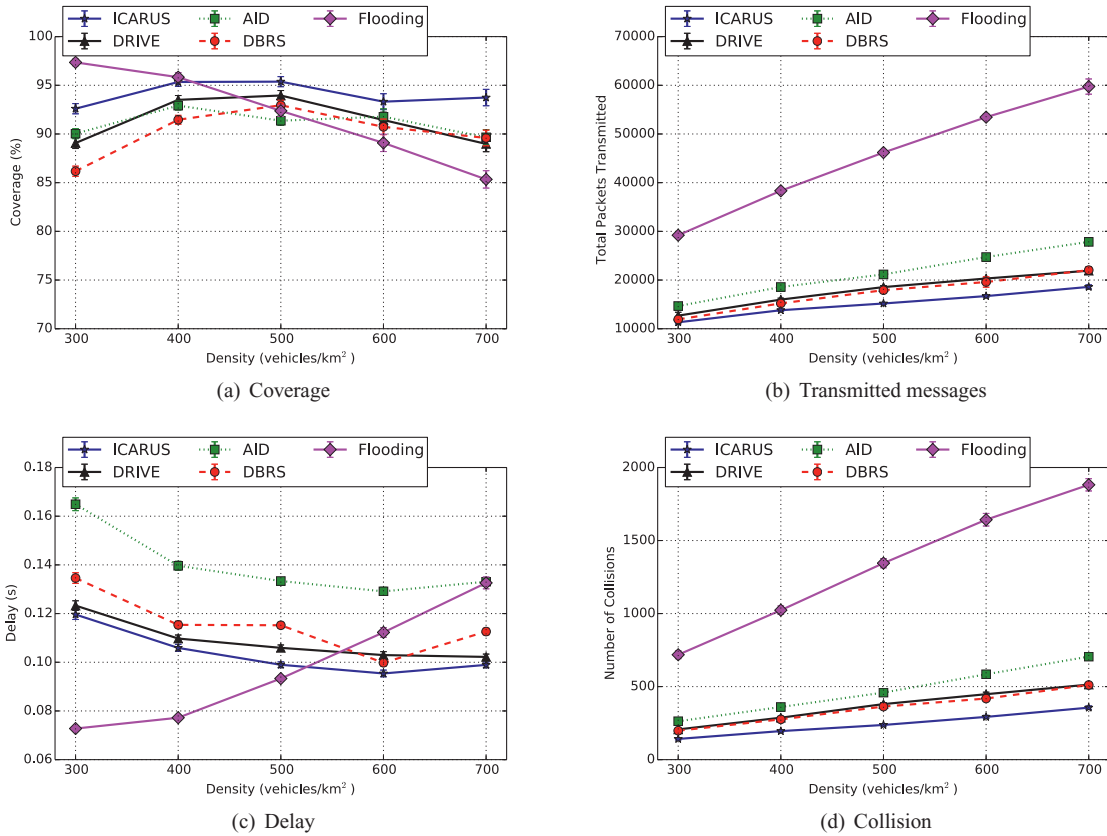 ICARUS AID Flooding
DRIVE DBRS
100
95
90
85
80
75
70
Coverage (%)
300 400 500 600 700
Density (vehicles/km²)
(a) Coverage
ICARUS AID Flooding
DRIVE DBRS
70000
60000
50000
40000
30000
20000
10000
Total Packets Transmitted
300 400 500 600 700
Density (vehicles/km²)
(b) Transmitted messages
ICARUS AID Flooding
DRIVE DBRS
0.18
0.16
0.14
0.12
0.10
0.08
0.06
Delay (s)
300 400 500 600 700
Density (vehicles/km²)
(c) Delay
ICARUS AID Flooding
DRIVE DBRS
2000
1500
1000
500
0
Number of Collisions
300 400 500 600 700
Density (vehicles/km²)
(d) Collision